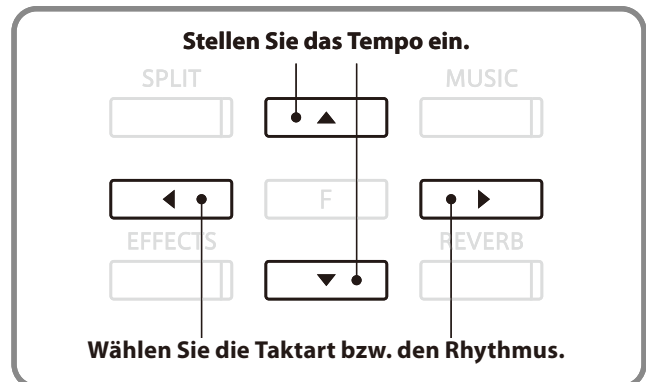 Stellen Sie das Tempo ein.
SPLIT MUSIC
F
EFFECTS REVERB
Wählen Sie die Taktart bzw. den Rhythmus.